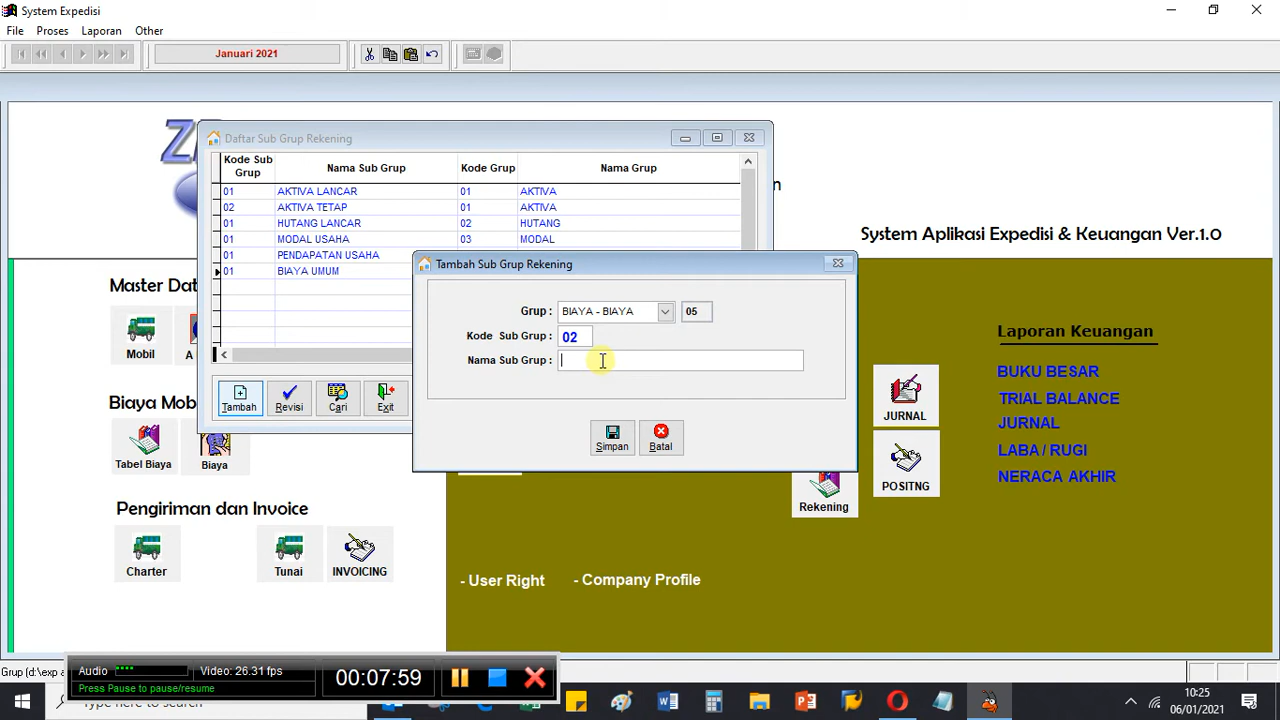 System Expedisi
File Proses Laporan Other
Januari 2021
Daftar Sub Grup Rekening
Kode Sub Grup Nama Sub Grup Kode Grup Nama Grup
01 AKTIVA LANCAR 01 AKTIVA
02 AKTIVA TETAP 01 AKTIVA
01 HUTANG LANCAR 02 HUTANG
01 MODAL USAHA 03 MODAL
01 PENDAPATAN USAHA
01 BIAYA UMUM
Tambah Revisi Cari Exit
Tambah Sub Grup Rekening
Grup : BIAYA - BIAYA 05
Kode Sub Grup : 02
Nama Sub Grup :
Simpan Batal
System Aplikasi Expedisi & Keuangan Ver.1.0
Master Dat
Mobil A
Biaya Mob
Tabel Biaya Biaya
Pengiriman dan Invoice
Charter Tunai INVOICING
Rekening
- User Right - Company Profile
JURNAL
POSITNG
Laporan Keuangan
BUKU BESAR
TRIAL BALANCE
JURNAL
LABA / RUGI
NERACA AKHIR
Grup (d:\exp a
Audio Video: 26.31 fps
Press Pause to pause/resume
00:07:59
Type here to search
10:25
06/01/2021